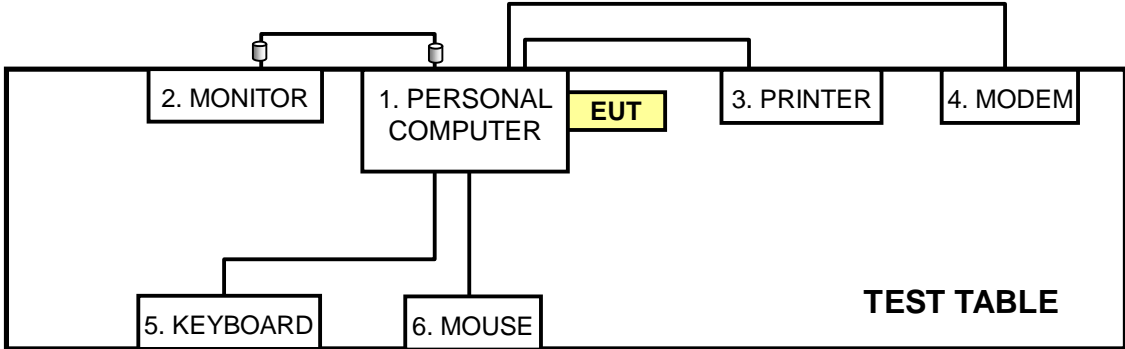 2. MONITOR
1. PERSONAL
COMPUTER
EUT
3. PRINTER
4. MODEM
5. KEYBOARD
6. MOUSE
TEST TABLE